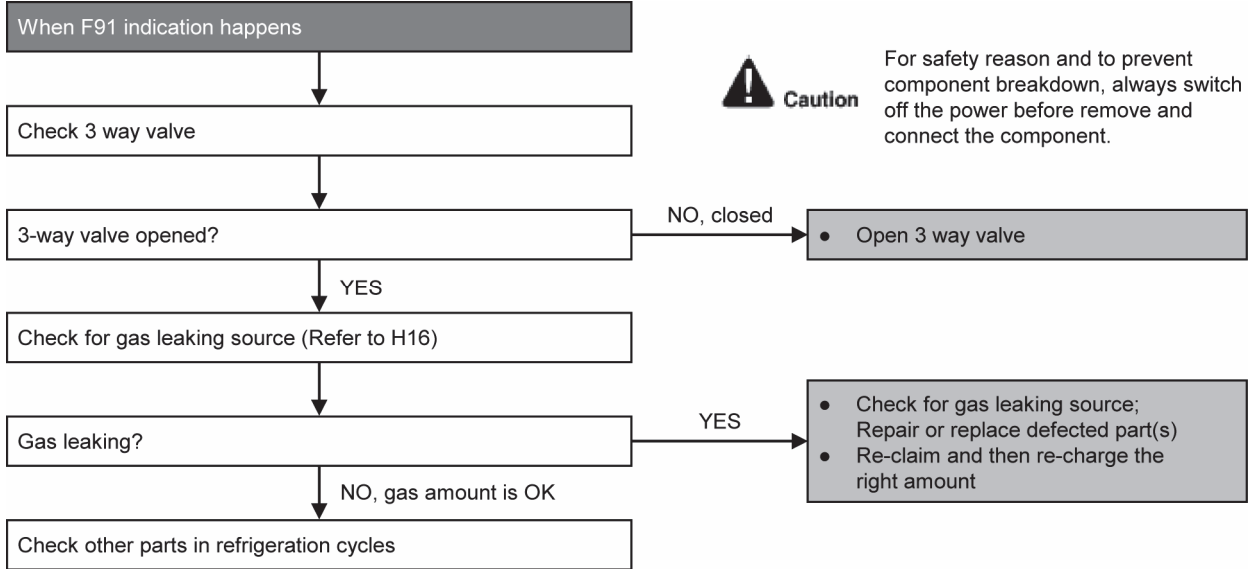 When F91 indication happens
Caution
For safety reason and to prevent
component breakdown, always switch
off the power before remove and
connect the component.
Check 3 way valve
3-way valve opened?
NO, closed
● Open 3 way valve
YES
Check for gas leaking source (Refer to H16)
Gas leaking?
YES
● Check for gas leaking source;
Repair or replace defected part(s)
● Re-claim and then re-charge the
right amount
NO, gas amount is OK
Check other parts in refrigeration cycles